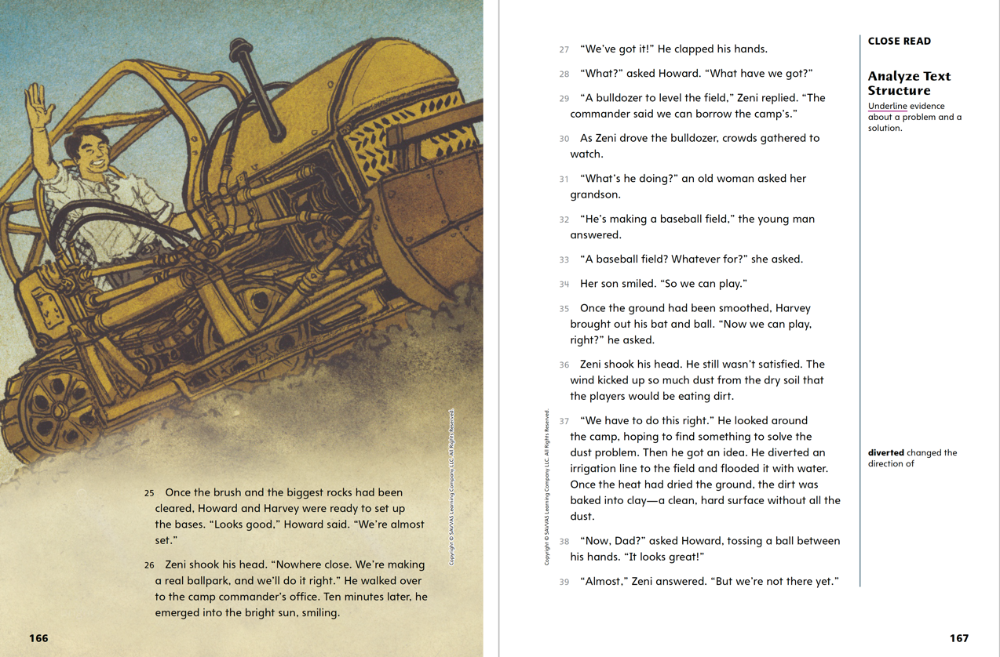 25 Once the brush and the biggest rocks had been
cleared, Howard and Harvey were ready to set up
the bases. “Looks good,” Howard said. “We’re almost
set.”
26 Zeni shook his head. “Nowhere close. We’re making
a real ballpark, and we’ll do it right.” He walked over
to the camp commander’s office. Ten minutes later, he
emerged into the bright sun, smiling.
Copyright © SAVVAS Learning Company LLC. All Rights Reserved.
166
27 “We’ve got it!” He clapped his hands.
28 “What?” asked Howard. “What have we got?”
29 “A bulldozer to level the field,” Zeni replied. “The
commander said we can borrow the camp’s.”
30 As Zeni drove the bulldozer, crowds gathered to
watch.
31 “What’s he doing?” an old woman asked her
grandson.
32 “He’s making a baseball field,” the young man
answered.
33 “A baseball field? Whatever for?” she asked.
34 Her son smiled. “So we can play.”
35 Once the ground had been smoothed, Harvey
brought out his bat and ball. “Now we can play,
right?” he asked.
36 Zeni shook his head. He still wasn’t satisfied. The
wind kicked up so much dust from the dry soil that
the players would be eating dirt.
37 “We have to do this right.” He looked around
the camp, hoping to find something to solve the
dust problem. Then he got an idea. He diverted an
irrigation line to the field and flooded it with water.
Once the heat had dried the ground, the dirt was
baked into clay—a clean, hard surface without all the
dust.
38 “Now, Dad?” asked Howard, tossing a ball between
his hands. “It looks great!”
39 “Almost,” Zeni answered. “But we’re not there yet.”
Copyright © SAVVAS Learning Company LLC. All Rights Reserved.
CLOSE READ
Analyze Text
Structure
Underline evidence
about a problem and a
solution.
diverted changed the
direction of
167